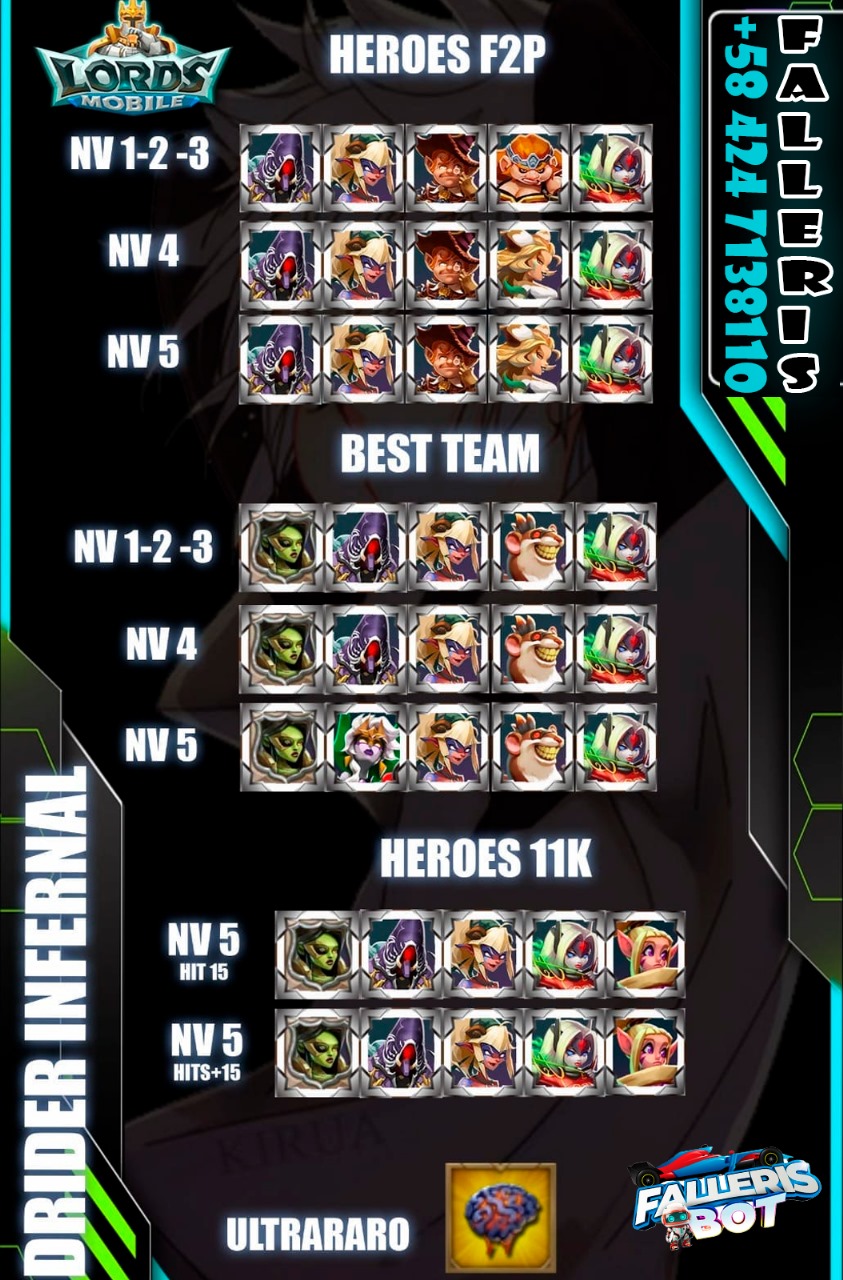 LORDS
MOBILE
HEROES F2P
NV 1-2 -3
NV 4
NV 5
BEST TEAM
NV 1-2 -3
NV 4
NV 5
HEROES 11K
NV 5
HIT 15
NV 5
HITS+15
KIRUA
ULTRARARO
DRIDER INFERNAL
FALLERIS
+58 424 7138110
FALLERIS
BOT